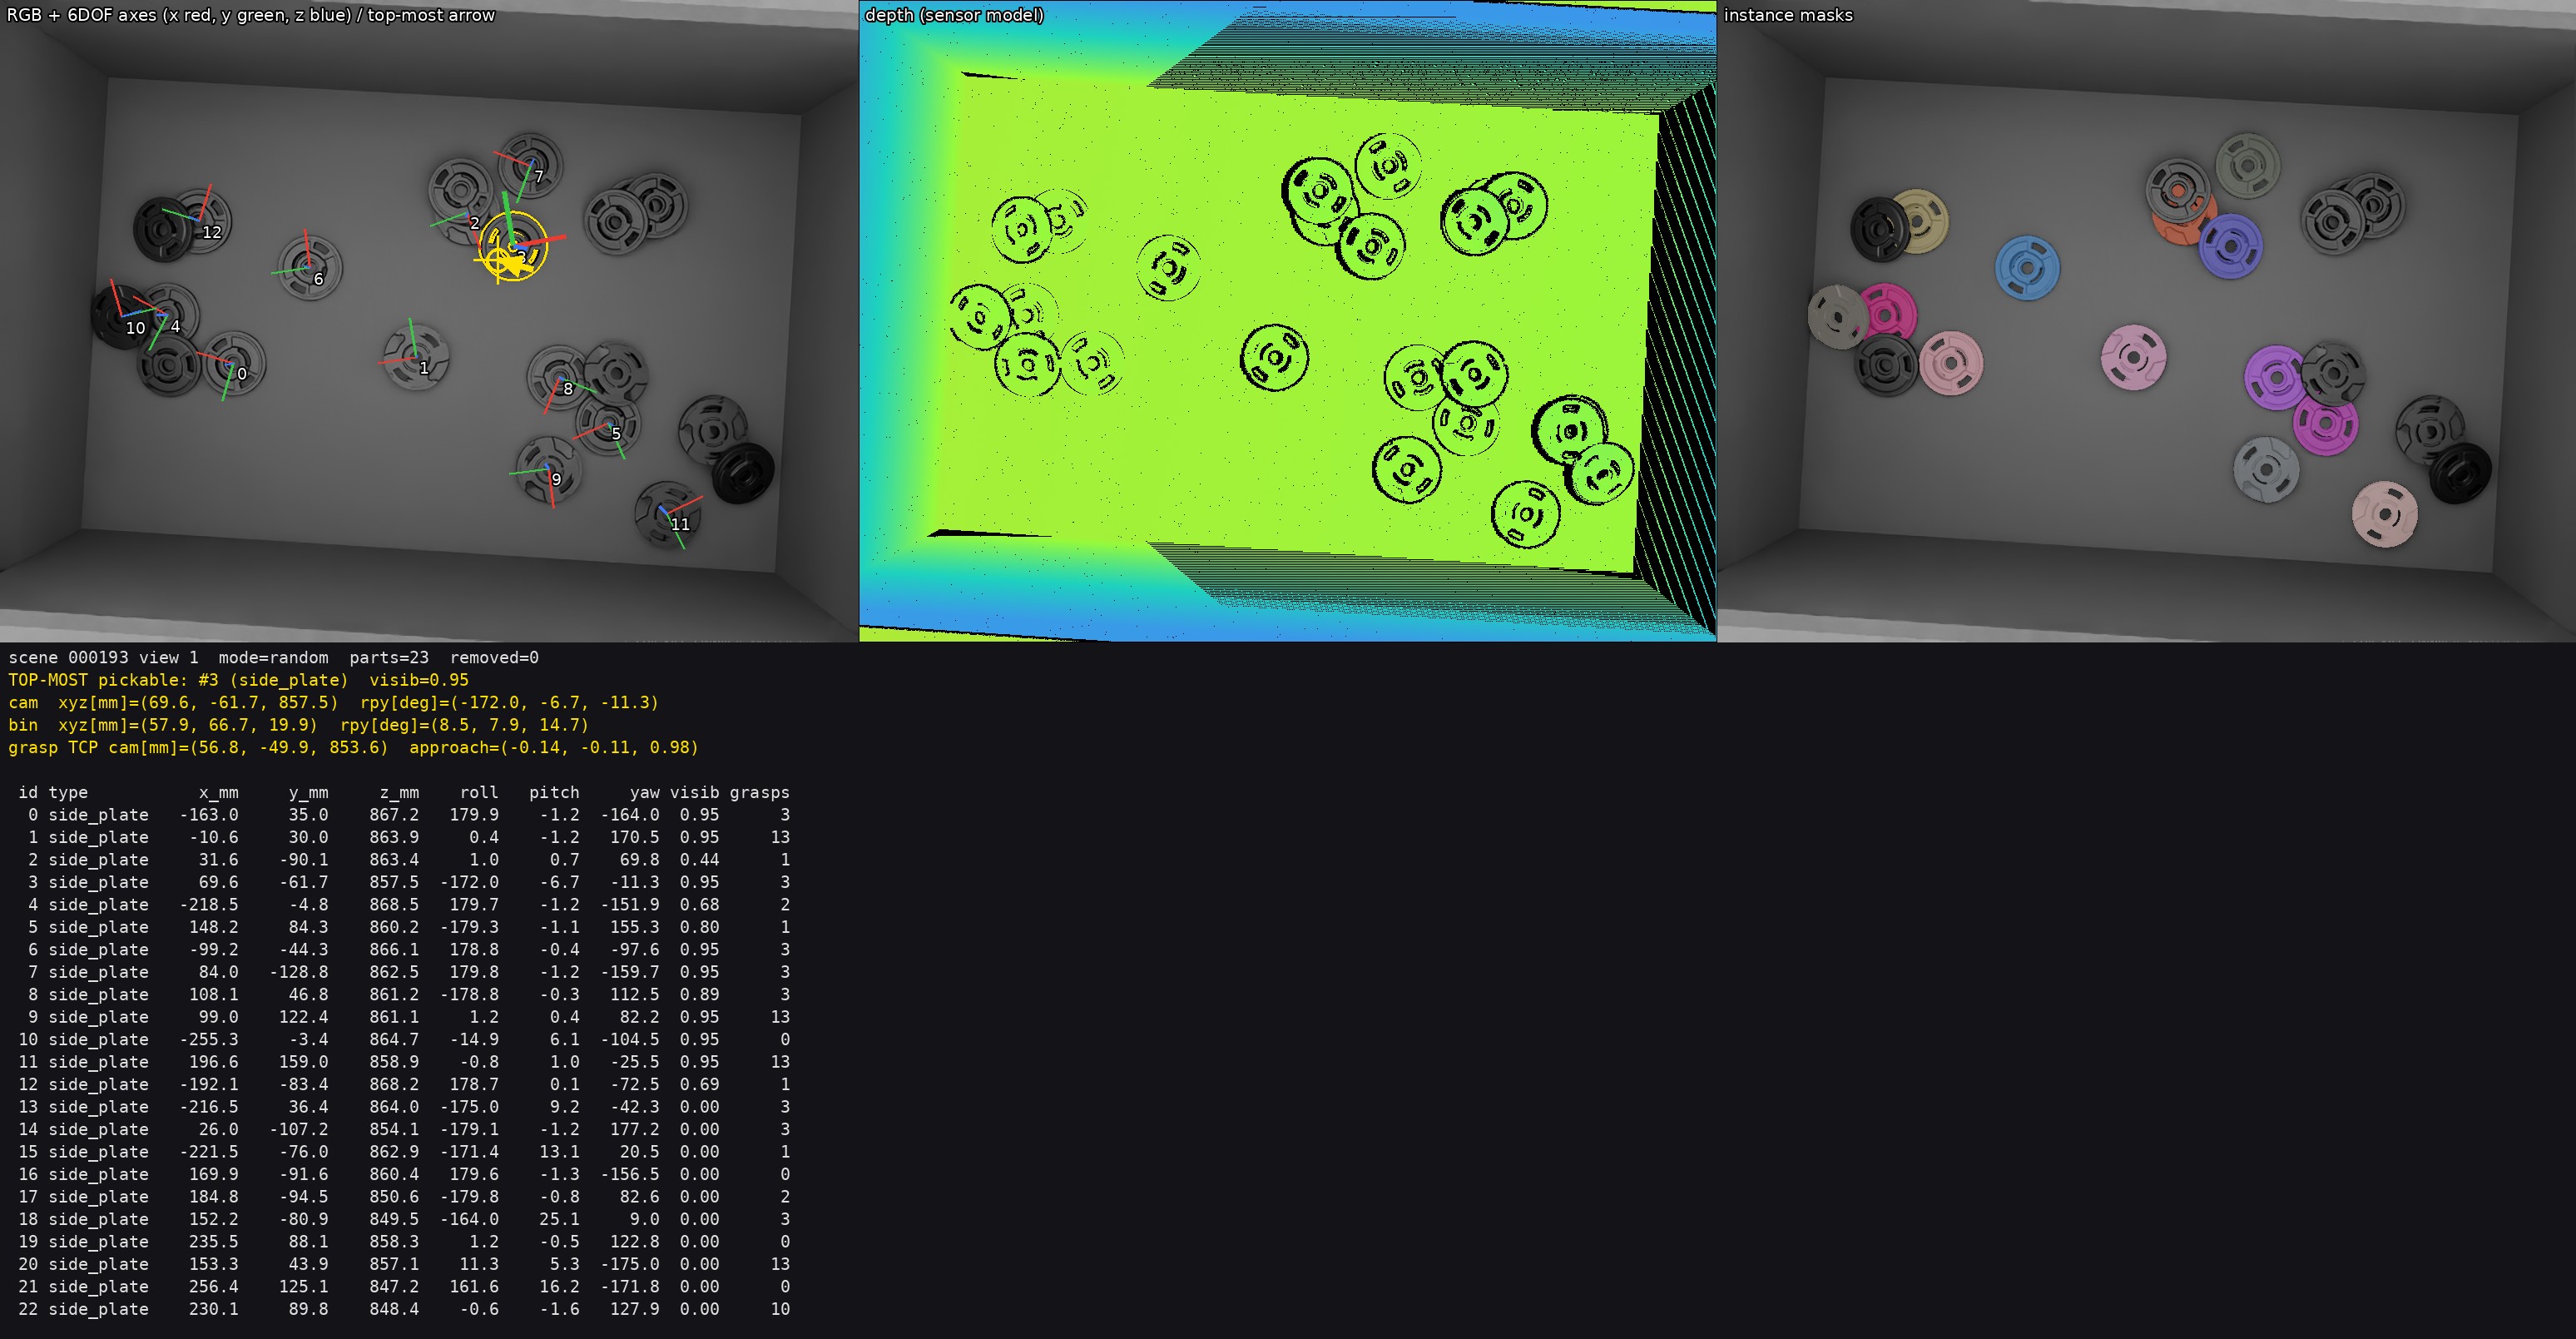 RGB + 6DOF axes (x red, y green, z blue) / top-most arrow
depth (sensor model)
instance masks
7
2
12
3
6
10
4
0
1
8
5
9
11
scene 000193 view 1 mode=random parts=23 removed=0
TOP-MOST pickable: #3 (side_plate) visib=0.95
cam xyz[mm]=(69.6, -61.7, 857.5) rpy[deg]=(-172.0, -6.7, -11.3)
bin xyz[mm]=(57.9, 66.7, 19.9) rpy[deg]=(8.5, 7.9, 14.7)
grasp TCP cam[mm]=(56.8, -49.9, 853.6) approach=(-0.14, -0.11, 0.98)
id type x_mm y_mm z_mm roll pitch yaw visib grasps
0 side_plate -163.0 35.0 867.2 179.9 -1.2 -164.0 0.95 3
1 side_plate -10.6 30.0 863.9 0.4 -1.2 170.5 0.95 13
2 side_plate 31.6 -90.1 863.4 1.0 0.7 69.8 0.44 1
3 side_plate 69.6 -61.7 857.5 -172.0 -6.7 -11.3 0.95 3
4 side_plate -218.5 -4.8 868.5 179.7 -1.2 -151.9 0.68 2
5 side_plate 148.2 84.3 860.2 -179.3 -1.1 155.3 0.80 1
6 side_plate -99.2 -44.3 866.1 178.8 -0.4 -97.6 0.95 3
7 side_plate 84.0 -128.8 862.5 179.8 -1.2 -159.7 0.95 3
8 side_plate 108.1 46.8 861.2 -178.8 -0.3 112.5 0.89 3
9 side_plate 99.0 122.4 861.1 1.2 0.4 82.2 0.95 13
10 side_plate -255.3 -3.4 864.7 -14.9 6.1 -104.5 0.95 0
11 side_plate 196.6 159.0 858.9 -0.8 1.0 -25.5 0.95 13
12 side_plate -192.1 -83.4 868.2 178.7 0.1 -72.5 0.69 1
13 side_plate -216.5 36.4 864.0 -175.0 9.2 -42.3 0.00 3
14 side_plate 26.0 -107.2 854.1 -179.1 -1.2 177.2 0.00 3
15 side_plate -221.5 -76.0 862.9 -171.4 13.1 20.5 0.00 1
16 side_plate 169.9 -91.6 860.4 179.6 -1.3 -156.5 0.00 0
17 side_plate 184.8 -94.5 850.6 -179.8 -0.8 82.6 0.00 2
18 side_plate 152.2 -80.9 849.5 -164.0 25.1 9.0 0.00 3
19 side_plate 235.5 88.1 858.3 1.2 -0.5 122.8 0.00 0
20 side_plate 153.3 43.9 857.1 11.3 5.3 -175.0 0.00 13
21 side_plate 256.4 125.1 847.2 161.6 16.2 -171.8 0.00 0
22 side_plate 230.1 89.8 848.4 -0.6 -1.6 127.9 0.00 10